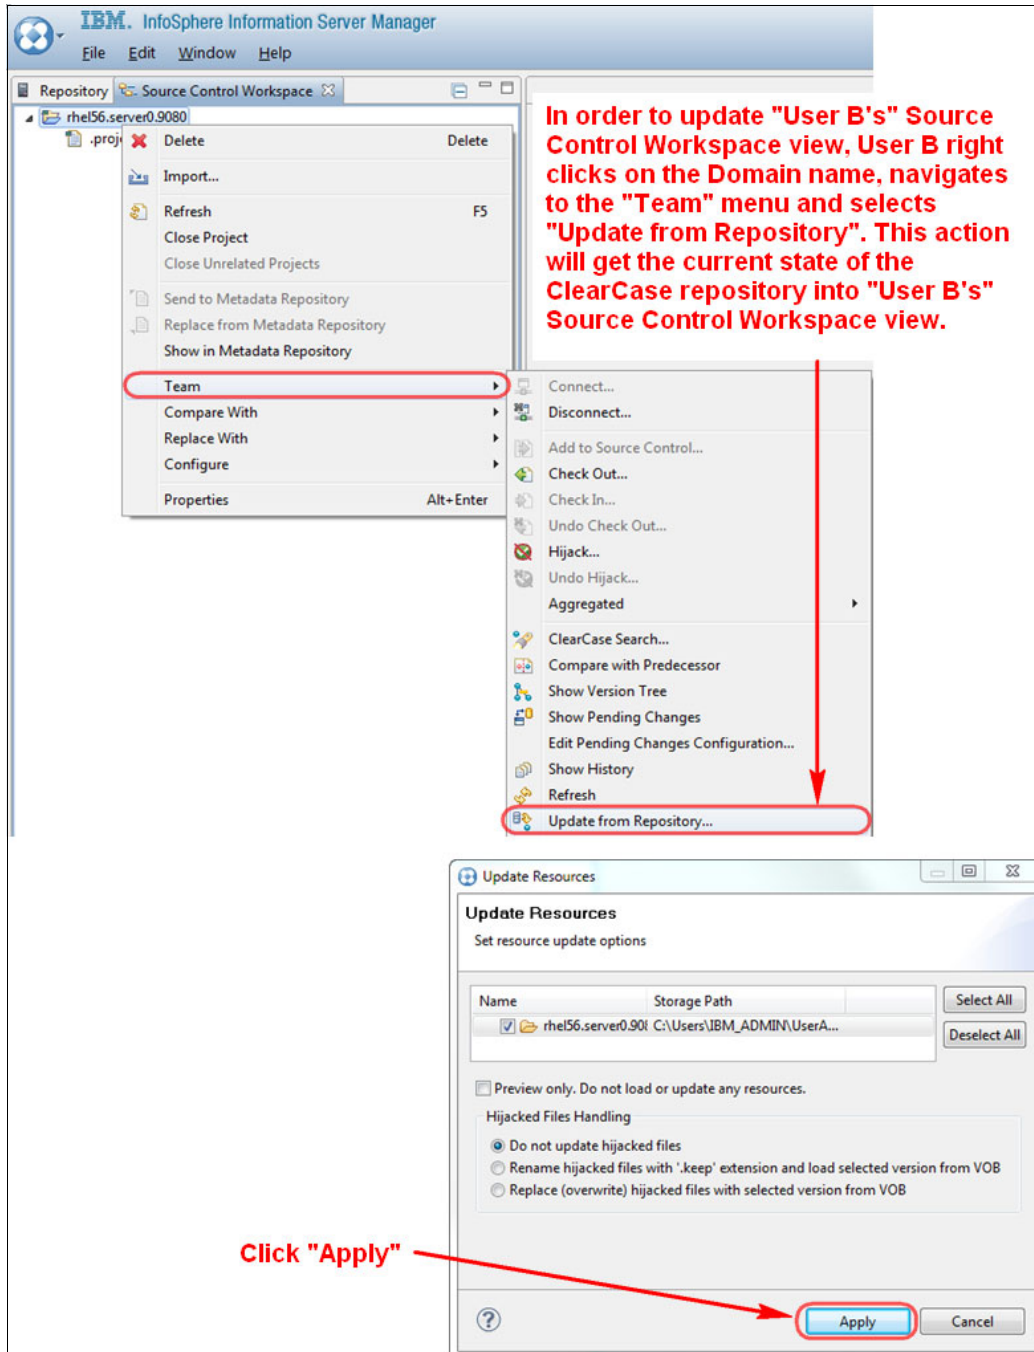 IBM. InfoSphere Information Server Manager
File Edit Window Help
Repository Source Control Workspace
rhel56.server0.9080
.proj
Delete Delete
Import...
Refresh F5
Close Project
Close Unrelated Projects
Send to Metadata Repository
Replace from Metadata Repository
Show in Metadata Repository
Team
Compare With
Replace With
Configure
Properties Alt+Enter
In order to update "User B's" Source
Control Workspace view, User B right
clicks on the Domain name, navigates
to the "Team" menu and selects
"Update from Repository". This action
will get the current state of the
ClearCase repository into "User B's"
Source Control Workspace view.
Connect...
Disconnect...
Add to Source Control...
Check Out...
Check In...
Undo Check Out...
Hijack...
Undo Hijack...
Aggregated
ClearCase Search...
Compare with Predecessor
Show Version Tree
Show Pending Changes
Edit Pending Changes Configuration...
Show History
Refresh
Update from Repository...
Update Resources
Update Resources
Set resource update options
Name Storage Path
rhel56.server0.908 C:\Users\IBM_ADMIN\UserA...
Select All
Deselect All
Preview only. Do not load or update any resources.
Hijacked Files Handling
Do not update hijacked files
Rename hijacked files with '.keep' extension and load selected version from VOB
Replace (overwrite) hijacked files with selected version from VOB
Click "Apply"
Apply Cancel